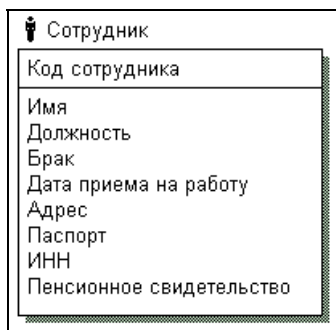 Сотрудник
Код сотрудника
Имя
Должность
Брак
Дата приема на работу
Адрес
Паспорт
ИНН
Пенсионное свидетельство